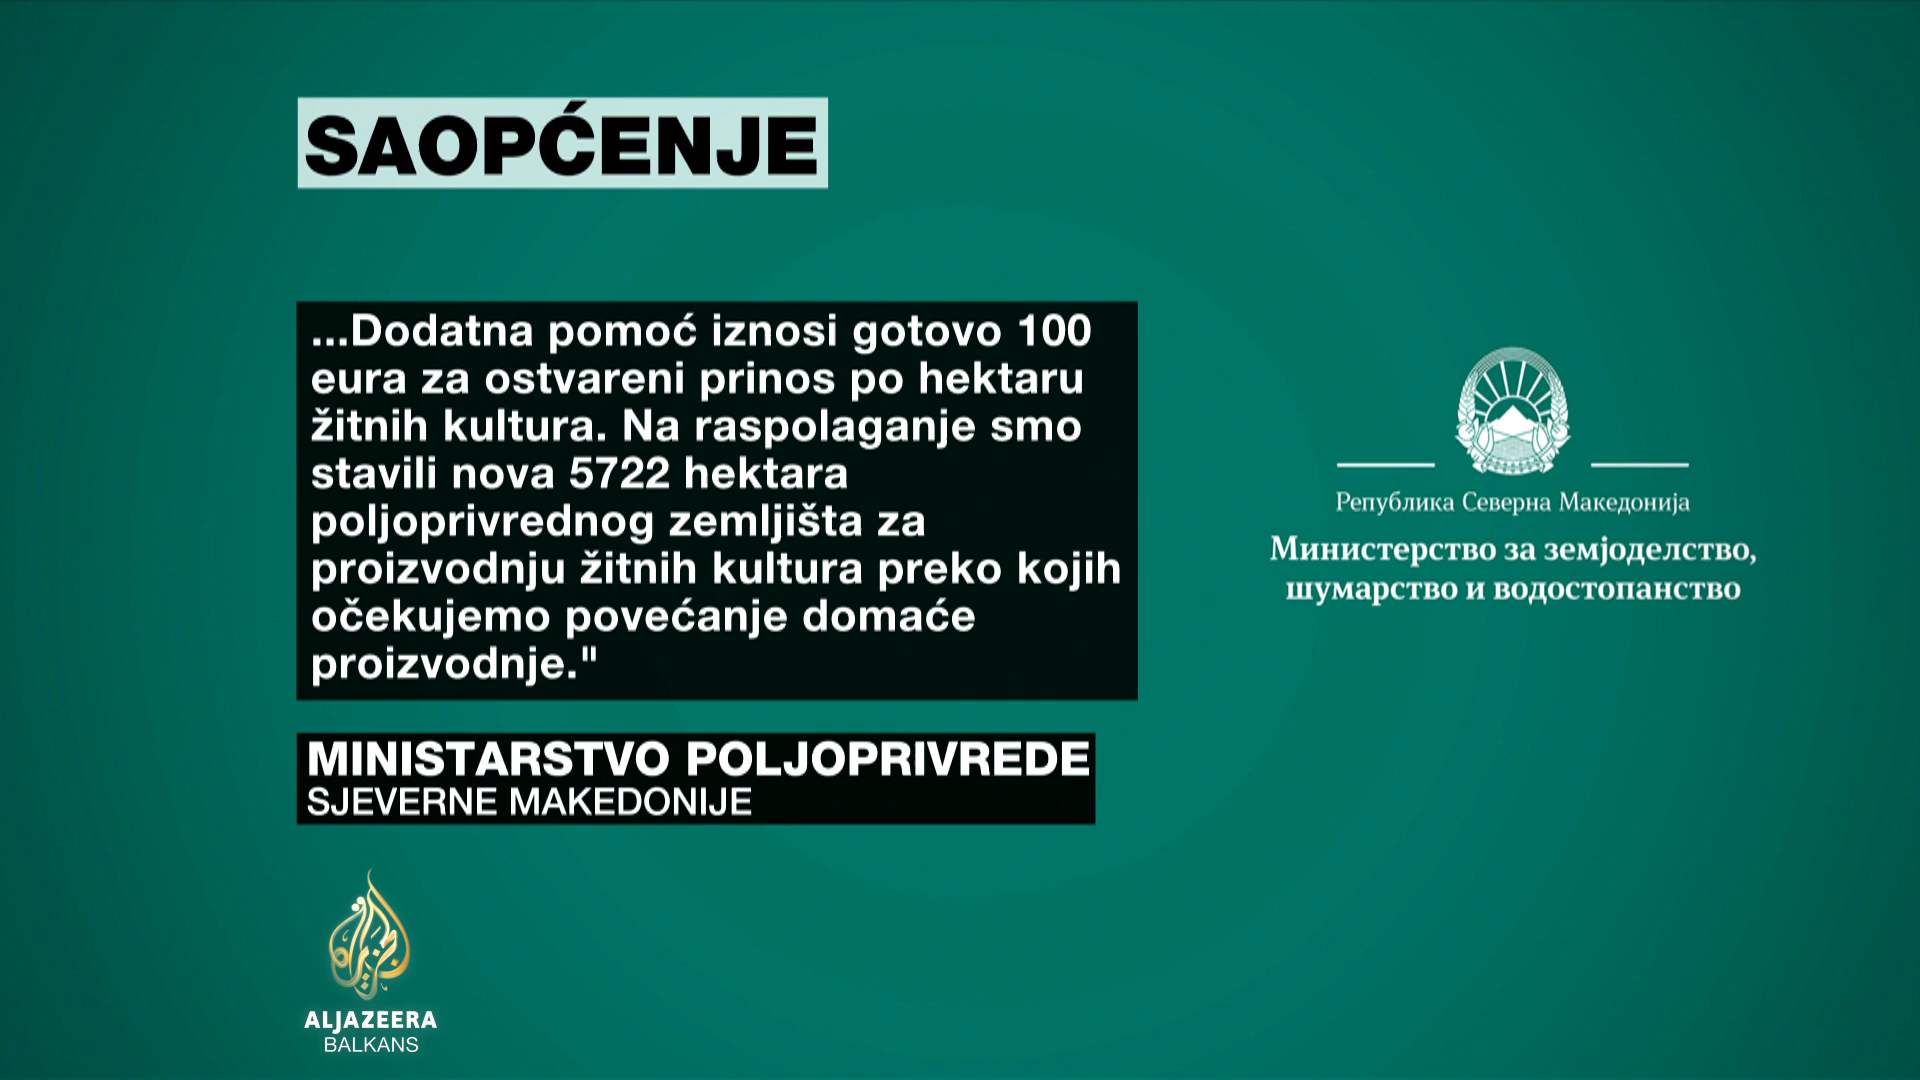 SAOPĆENJE
...Dodatna pomoć iznosi gotovo 100
eura za ostvareni prinos po hektaru
žitnih kultura. Na raspolaganje smo
stavili nova 5722 hektara
poljoprivrednog zemljišta za
proizvodnju žitnih kultura preko kojih
očekujemo povećanje domaće
proizvodnje."
MINISTARSTVO POLJOPRIVREDE
SJEVERNE MAKEDONIJE
Република Северна Македонија
Министерство за земјоделство,
шумарство и водостопанство
ALJAZEERA
BALKANS